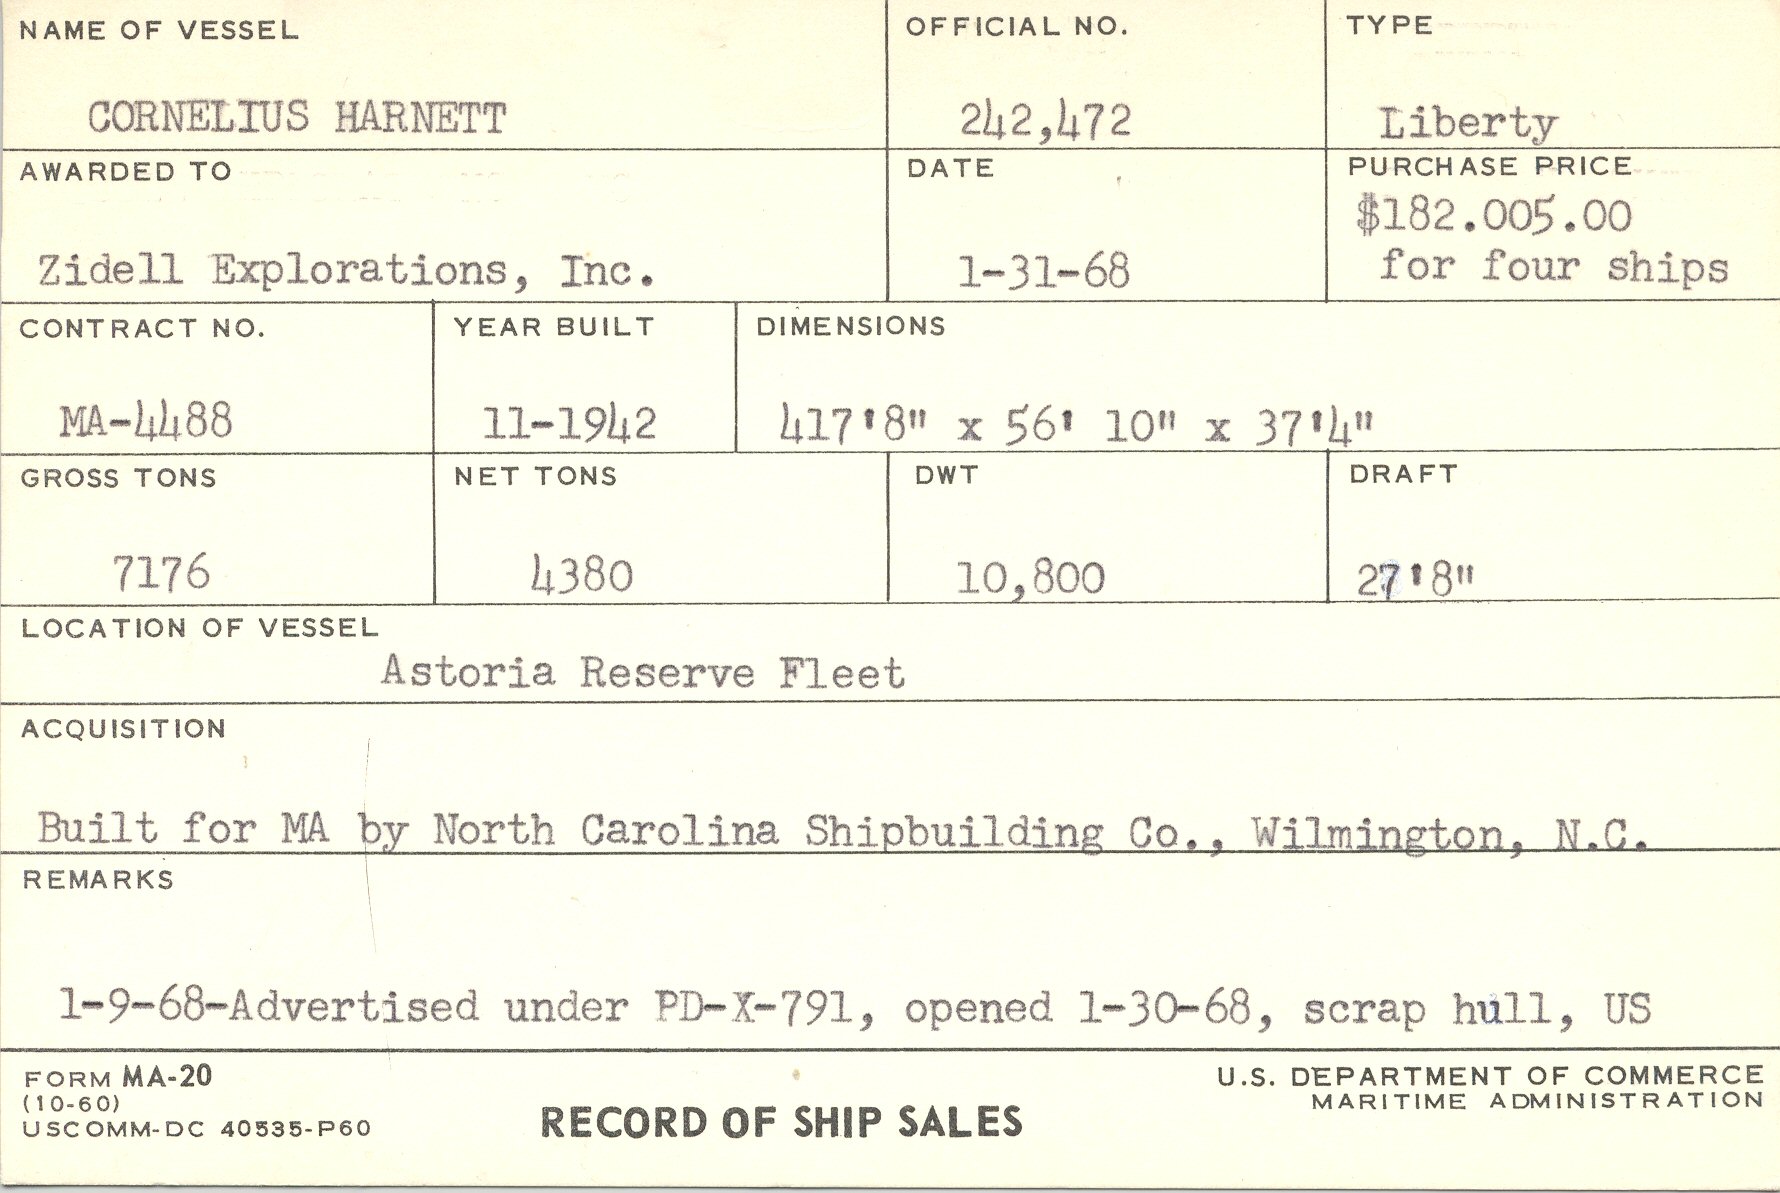 NAME OF VESSEL
CORNELIUS HARNETT
OFFICIAL NO.
242,472
TYPE
Liberty
AWARDED TO
Zidell Explorations, Inc.
DATE
1-31-68
PURCHASE PRICE
$182.005.00
for four ships
CONTRACT NO.
MA-4488
YEAR BUILT
11-1942
DIMENSIONS
417'8" x 56' 10" x 37'4"
GROSS TONS
7176
NET TONS
4380
DWT
10,800
DRAFT
27'8"
LOCATION OF VESSEL
Astoria Reserve Fleet
ACQUISITION
Built for MA by North Carolina Shipbuilding Co., Wilmington, N.C.
REMARKS
1-9-68-Advertised under PD-X-791, opened 1-30-68, scrap hull, US
FORM MA-20
(10-60)
USCOMM-DC 40535-P60
RECORD OF SHIP SALES
U.S. DEPARTMENT OF COMMERCE
MARITIME ADMINISTRATION